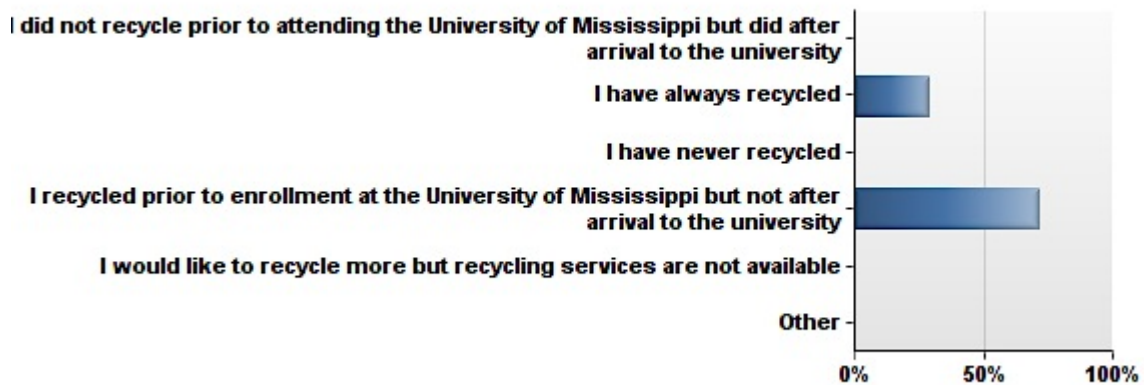 I did not recycle prior to attending the University of Mississippi but did after
arrival to the university
I have always recycled
I have never recycled
I recycled prior to enrollment at the University of Mississippi but not after
arrival to the university
I would like to recycle more but recycling services are not available
Other
0% 50% 100%